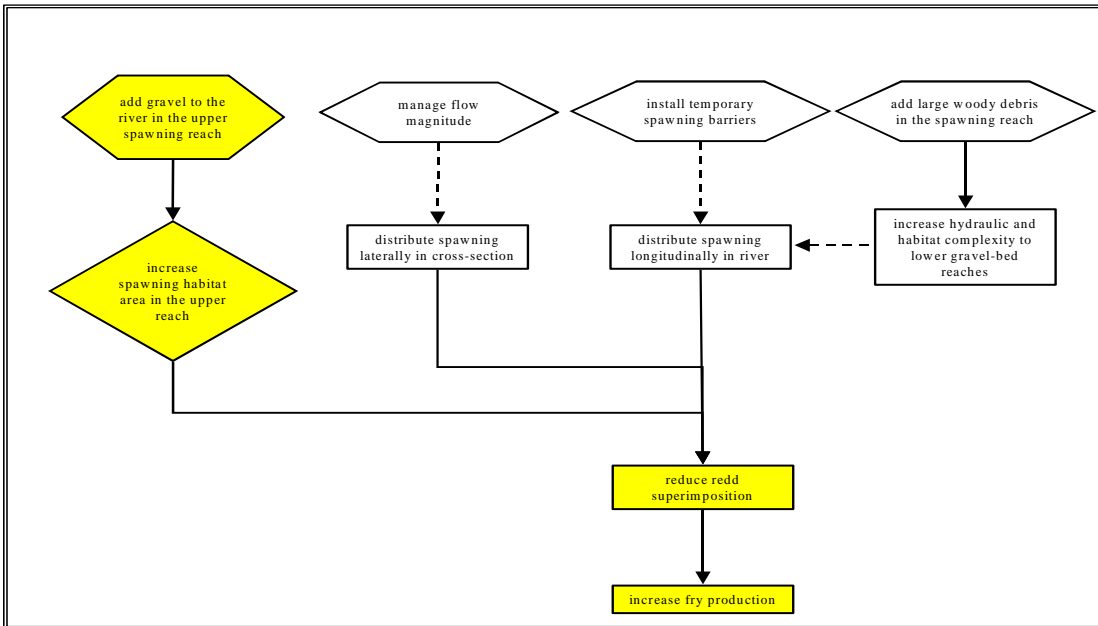 add gravel to the
river in the upper
spawning reach
manage flow
magnitude
install temporary
spawning barriers
add large woody debris
in the spawning reach
increase
spawning habitat
area in the upper
reach
distribute spawning
laterally in cross-section
distribute spawning
longitudinally in river
increase hydraulic and
habitat complexity to
lower gravel-bed
reaches
reduce redd
superimposition
increase fry production